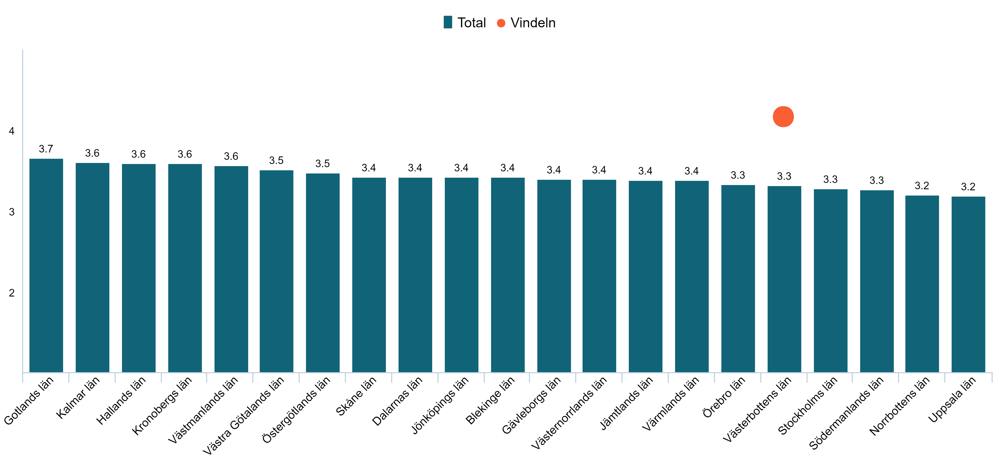 Total Vindeln
4
3
2
3.7
3.6
3.6
3.6
3.6
3.5
3.5
3.4
3.4
3.4
3.4
3.4
3.4
3.4
3.4
3.3
3.3
3.3
3.3
3.2
3.2
Gotlands län
Kalmar län
Hallands län
Kronobergs län
Västmanlands län
Västra Götalands län
Östergötlands län
Skåne län
Dalarnas län
Jönköpings län
Blekinge län
Gävleborgs län
Västernorrlands län
Jämtlands län
Värmlands län
Örebro län
Västerbottens län
Stockholms län
Södermanlands län
Norrbottens län
Uppsala län